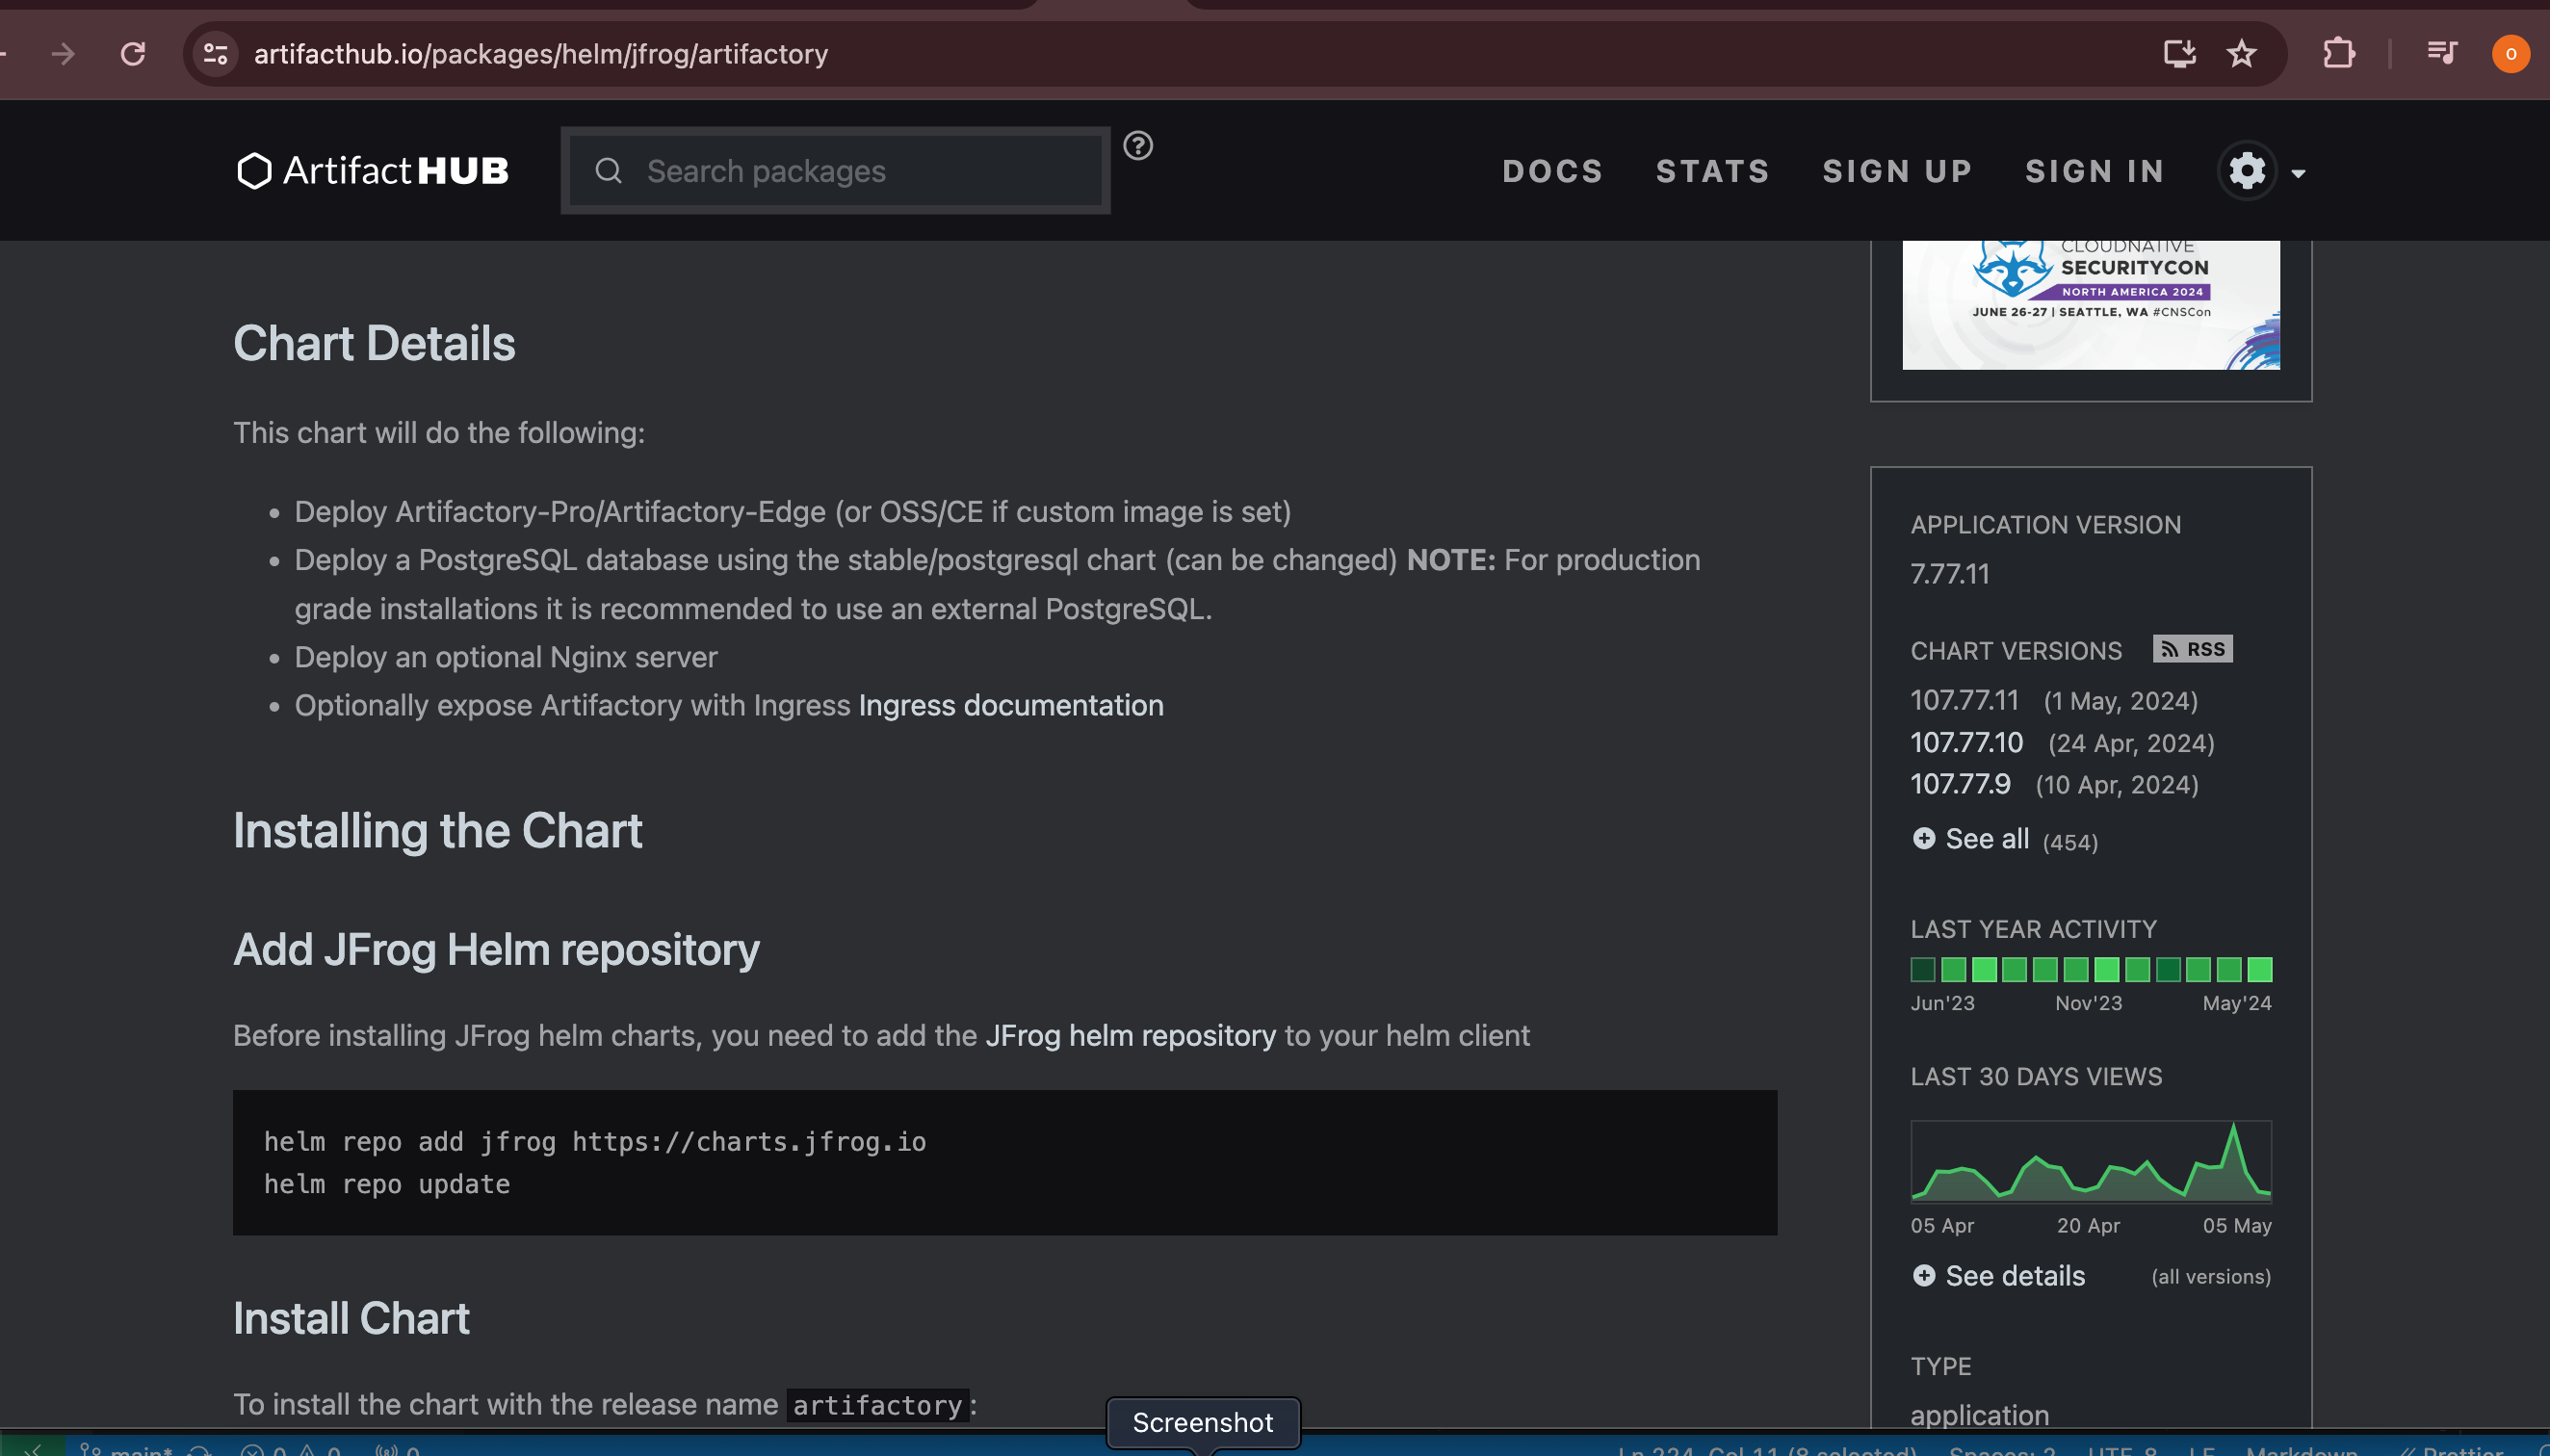 artifacthub.io/packages/helm/jfrog/artifactory
O
Artifact HUB
Search packages
DOCS
STATS
SIGN UP
SIGN IN
Chart Details
This chart will do the following:
Deploy Artifactory-Pro/Artifactory-Edge (or OSS/CE if custom image is set)
Deploy a PostgreSQL database using the stable/postgresql chart (can be changed) NOTE: For production
grade installations it is recommended to use an external PostgreSQL.
Deploy an optional Nginx server
Optionally expose Artifactory with Ingress Ingress documentation
Installing the Chart
Add JFrog Helm repository
Before installing JFrog helm charts, you need to add the JFrog helm repository to your helm client
helm repo add jfrog https://charts.jfrog.io
helm repo update
Install Chart
To install the chart with the release name artifactory:
CLOUDNATIVE
SECURITYCON
NORTH AMERICA 2024
JUNE 26-27 | SEATTLE, WA #CNSCon
APPLICATION VERSION
7.77.11
CHART VERSIONS RSS
107.77.11 (1 May, 2024)
107.77.10 (24 Apr, 2024)
107.77.9 (10 Apr, 2024)
See all (454)
LAST YEAR ACTIVITY
Jun'23 Nov'23 May'24
LAST 30 DAYS VIEWS
05 Apr 20 Apr 05 May
See details (all versions)
TYPE
application
Screenshot
main* 0 0 0
Ln 224, Col 11 (8 selected) Spaces: 2 UTF-8 LF Markdown Prettier